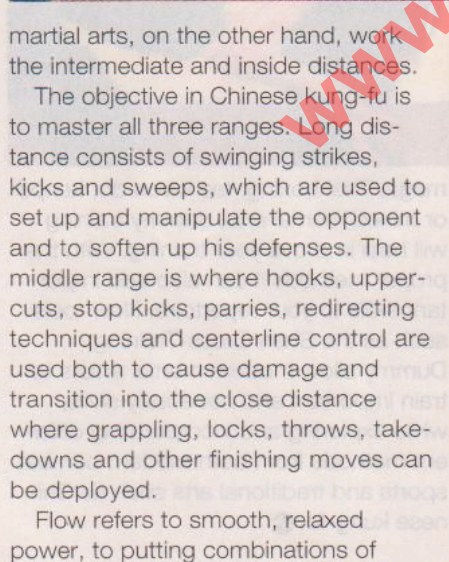 martial arts, on the other hand, work
the intermediate and inside distances.
The objective in Chinese kung-fu is
to master all three ranges. Long dis-
tance consists of swinging strikes,
kicks and sweeps, which are used to
set up and manipulate the opponent
and to soften up his defenses. The
middle range is where hooks, upper-
cuts, stop kicks, parries, redirecting
techniques and centerline control are
used both to cause damage and
transition into the close distance
where grappling, locks, throws, take-
downs and other finishing moves can
be deployed.
Flow refers to smooth, relaxed
power, to putting combinations of
www